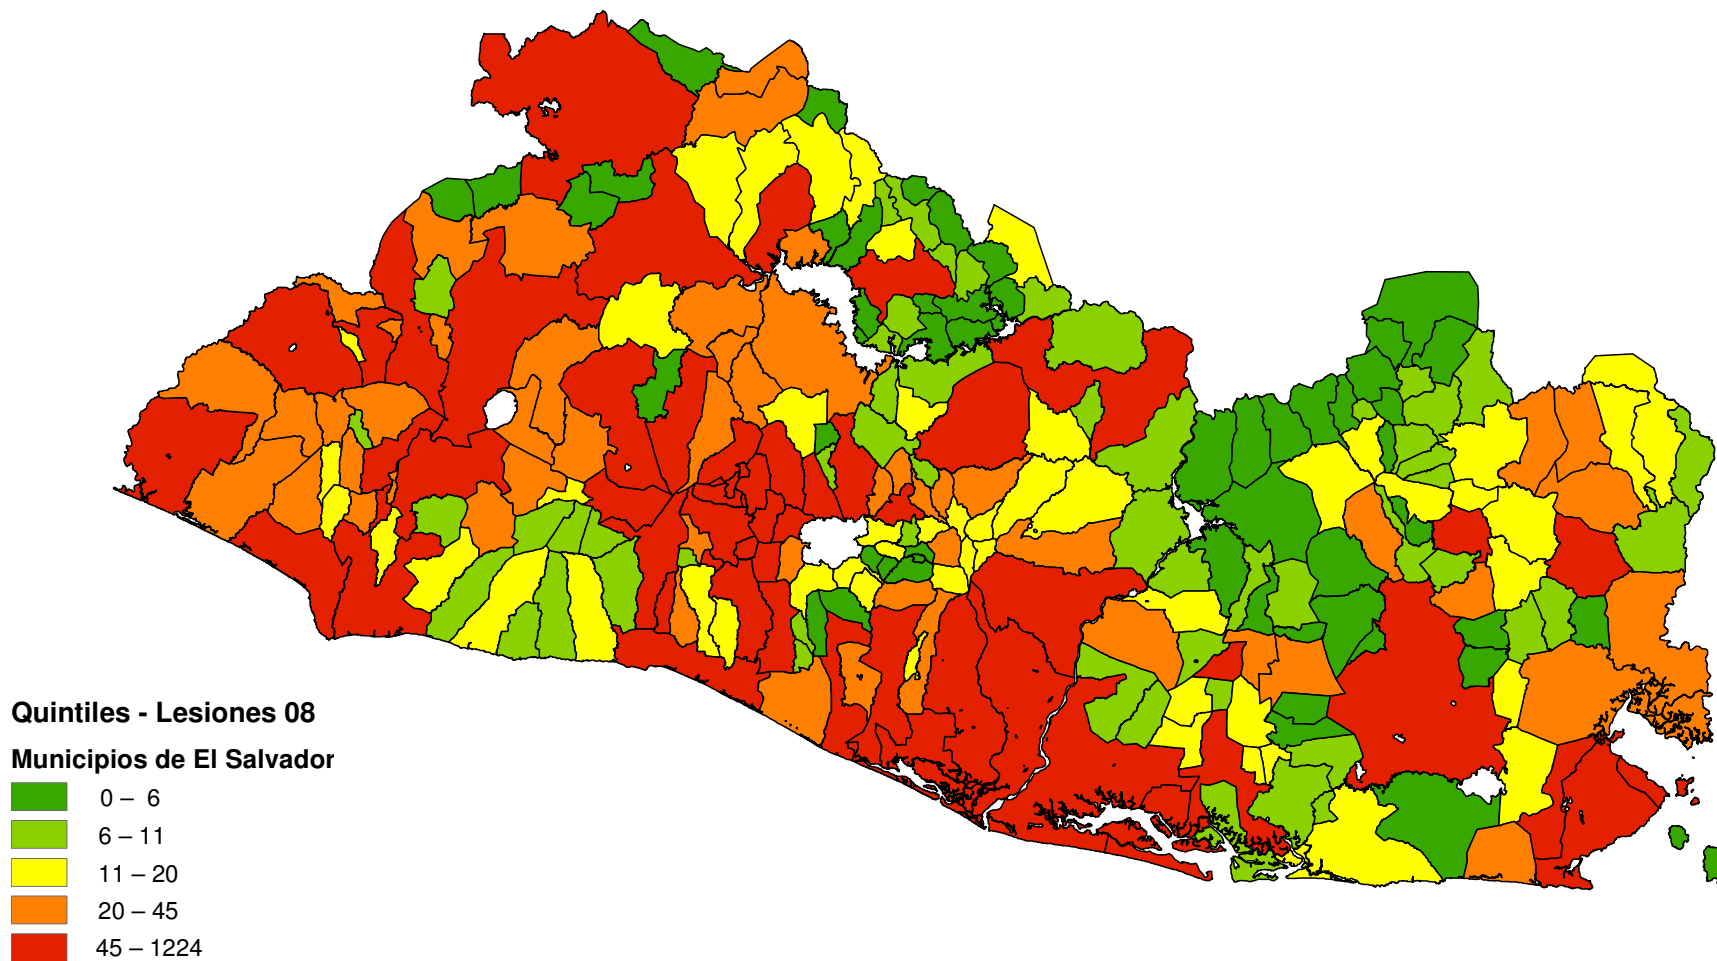 Quintiles - Lesiones 08
Municipios de El Salvador
0 – 6
6 – 11
11 – 20
20 – 45
45 – 1224